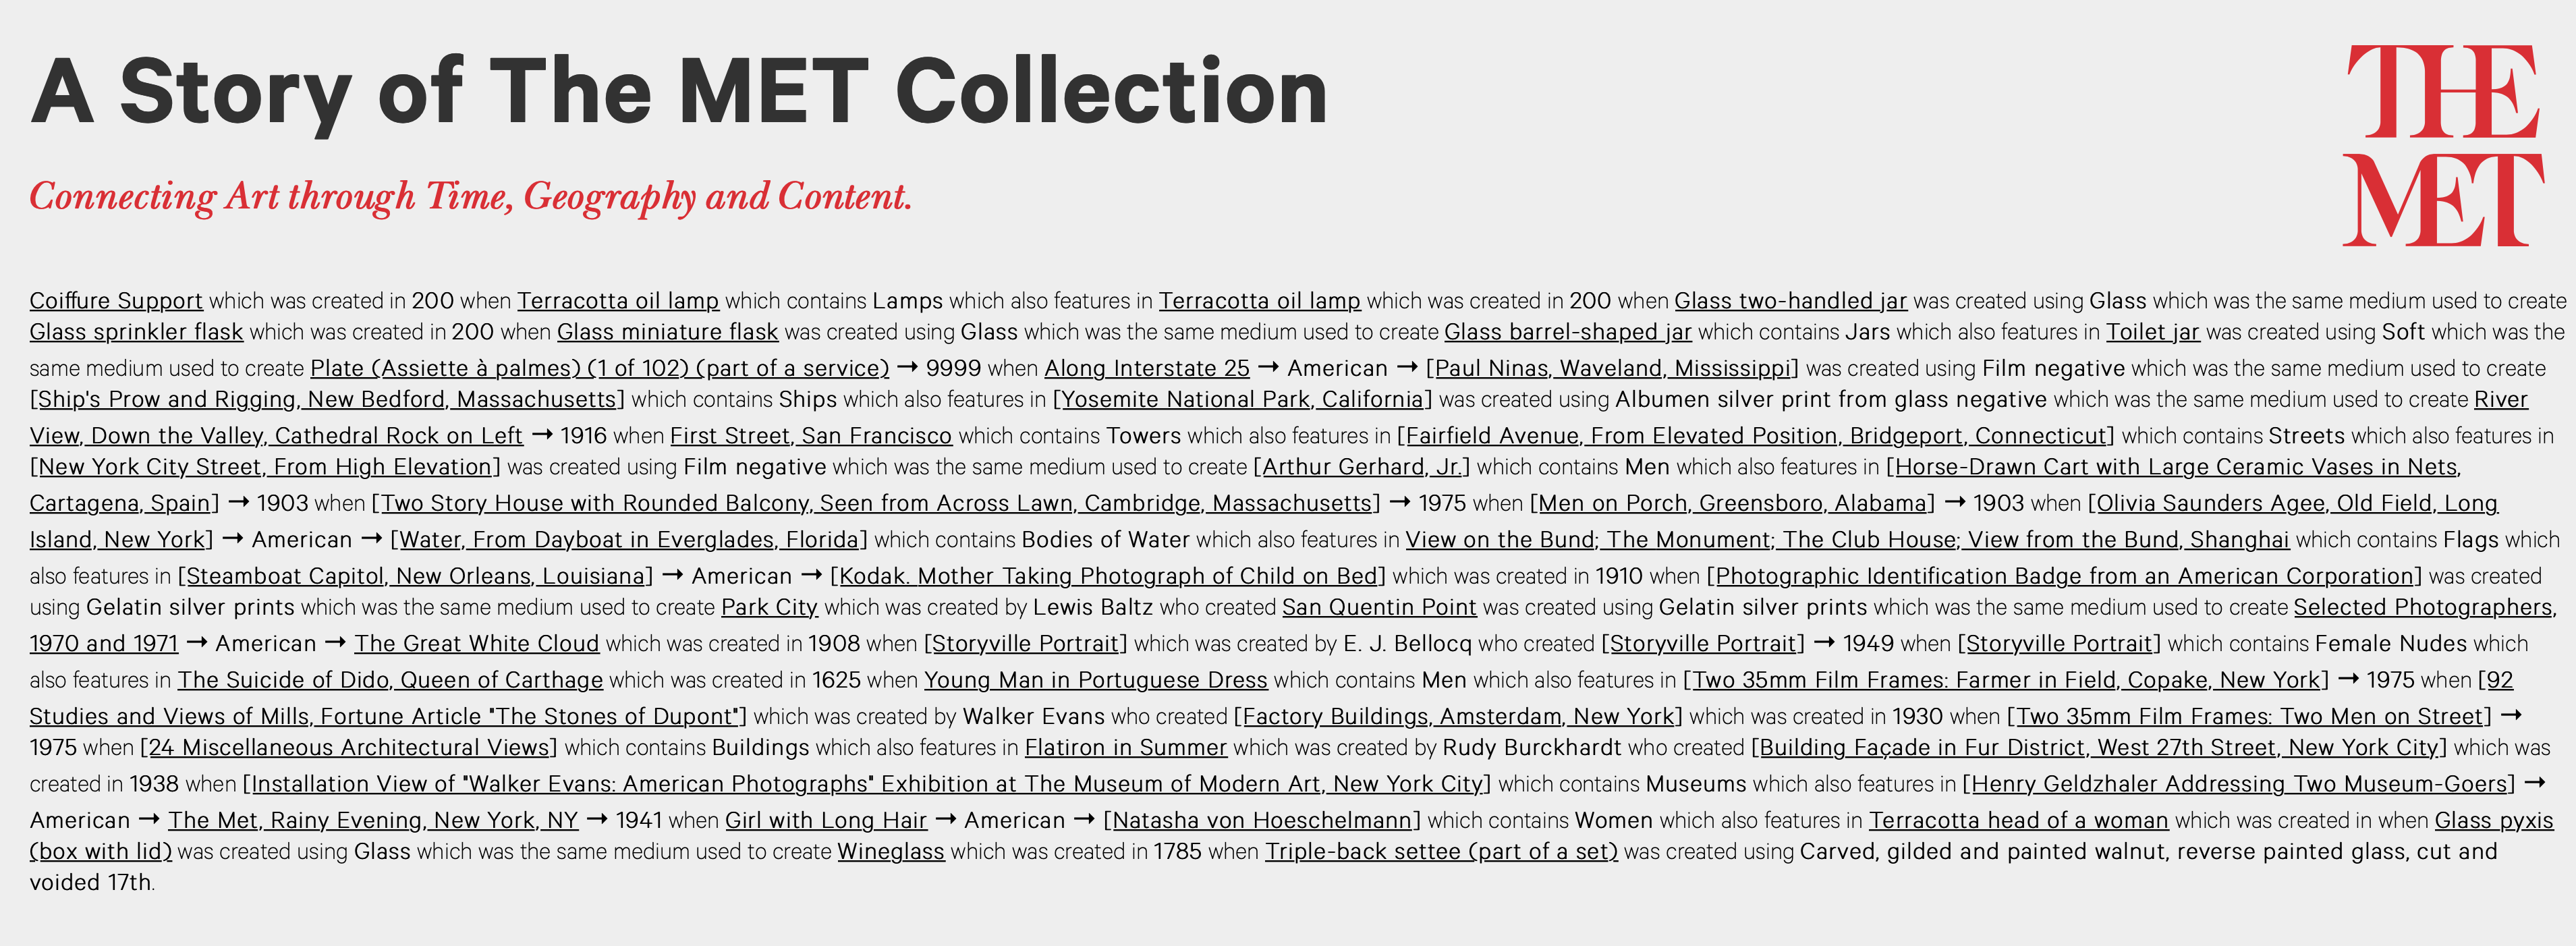 A Story of The MET Collection
THE
MET
Connecting Art through Time, Geography and Content.
Coiffure Support which was created in 200 when Terracotta oil lamp which contains Lamps which also features in Terracotta oil lamp which was created in 200 when Glass two-handled jar was created using Glass which was the same medium used to create
Glass sprinkler flask which was created in 200 when Glass miniature flask was created using Glass which was the same medium used to create Glass barrel-shaped jar which contains Jars which also features in Toilet jar was created using Soft which was the
same medium used to create Plate (Assiette à palmes) (1 of 102) (part of a service) → 9999 when Along Interstate 25 → American → [Paul Ninas, Waveland, Mississippi] was created using Film negative which was the same medium used to create
[Ship's Prow and Rigging, New Bedford, Massachusetts] which contains Ships which also features in [Yosemite National Park, California] was created using Albumen silver print from glass negative which was the same medium used to create River
View, Down the Valley, Cathedral Rock on Left → 1916 when First Street, San Francisco which contains Towers which also features in [Fairfield Avenue, From Elevated Position, Bridgeport, Connecticut] which contains Streets which also features in
[New York City Street, From High Elevation] was created using Film negative which was the same medium used to create [Arthur Gerhard, Jr.] which contains Men which also features in [Horse-Drawn Cart with Large Ceramic Vases in Nets,
Cartagena, Spain] → 1903 when [Two Story House with Rounded Balcony, Seen from Across Lawn, Cambridge, Massachusetts] → 1975 when [Men on Porch, Greensboro, Alabama] → 1903 when [Olivia Saunders Agee, Old Field, Long
Island, New York] → American → [Water, From Dayboat in Everglades, Florida] which contains Bodies of Water which also features in View on the Bund; The Monument; The Club House; View from the Bund, Shanghai which contains Flags which
also features in [Steamboat Capitol, New Orleans, Louisiana] → American → [Kodak. Mother Taking Photograph of Child on Bed] which was created in 1910 when [Photographic Identification Badge from an American Corporation] was created
using Gelatin silver prints which was the same medium used to create Park City which was created by Lewis Baltz who created San Quentin Point was created using Gelatin silver prints which was the same medium used to create Selected Photographers,
1970 and 1971 → American → The Great White Cloud which was created in 1908 when [Storyville Portrait] which was created by E. J. Bellocq who created [Storyville Portrait] → 1949 when [Storyville Portrait] which contains Female Nudes which
also features in The Suicide of Dido, Queen of Carthage which was created in 1625 when Young Man in Portuguese Dress which contains Men which also features in [Two 35mm Film Frames: Farmer in Field, Copake, New York] → 1975 when [92
Studies and Views of Mills, Fortune Article "The Stones of Dupont"] which was created by Walker Evans who created [Factory Buildings, Amsterdam, New York] which was created in 1930 when [Two 35mm Film Frames: Two Men on Street] →
1975 when [24 Miscellaneous Architectural Views] which contains Buildings which also features in Flatiron in Summer which was created by Rudy Burckhardt who created [Building Façade in Fur District, West 27th Street, New York City] which was
created in 1938 when [Installation View of "Walker Evans: American Photographs" Exhibition at The Museum of Modern Art, New York City] which contains Museums which also features in [Henry Geldzhaler Addressing Two Museum-Goers] →
American → The Met, Rainy Evening, New York, NY → 1941 when Girl with Long Hair → American → [Natasha von Hoeschelmann] which contains Women which also features in Terracotta head of a woman which was created in when Glass pyxis
(box with lid) was created using Glass which was the same medium used to create Wineglass which was created in 1785 when Triple-back settee (part of a set) was created using Carved, gilded and painted walnut, reverse painted glass, cut and
voided 17th.